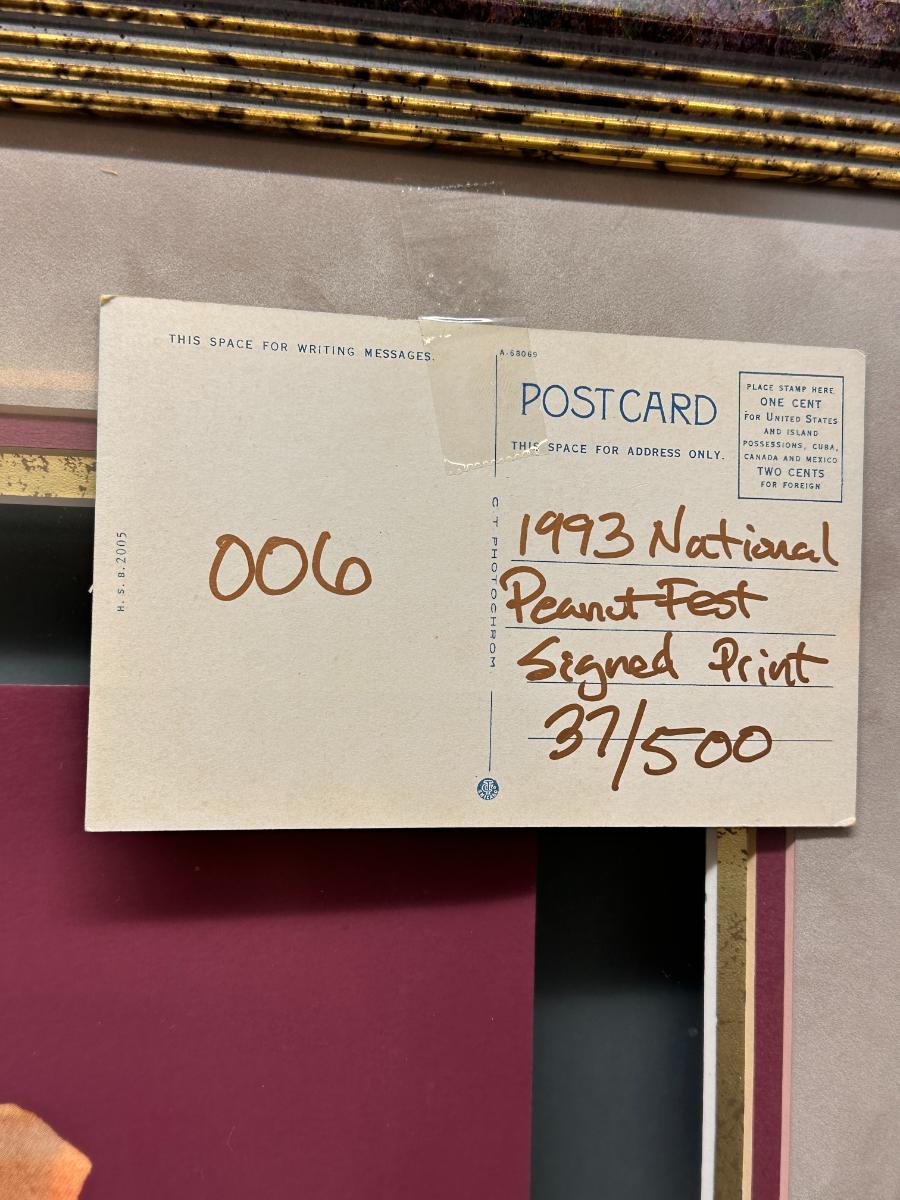 THIS SPACE FOR WRITING MESSAGES.
H. S. B. 2005
006
A-68069
POSTCARD
THIS SPACE FOR ADDRESS ONLY.
PLACE STAMP HERE
ONE CENT
FOR UNITED STATES
AND ISLAND
POSSESSIONS, CUBA,
CANADA AND MEXICO
TWO CENTS
FOR FOREIGN
C T PHOTOCHROM
1993 National
Peanut Fest
Signed Print
37/500